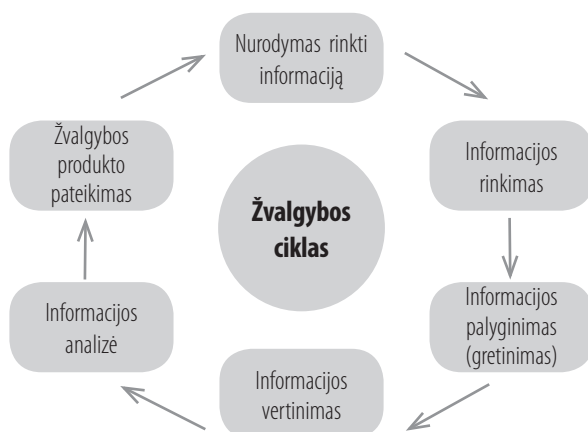 Nurodymas rinkti
informaciją
Informacijos
rinkimas
Informacijos
palyginimas
(gretinimas)
Informacijos
vertinimas
Informacijos
analizė
Žvalgybos
produkto
pateikimas
Žvalgybos
ciklas